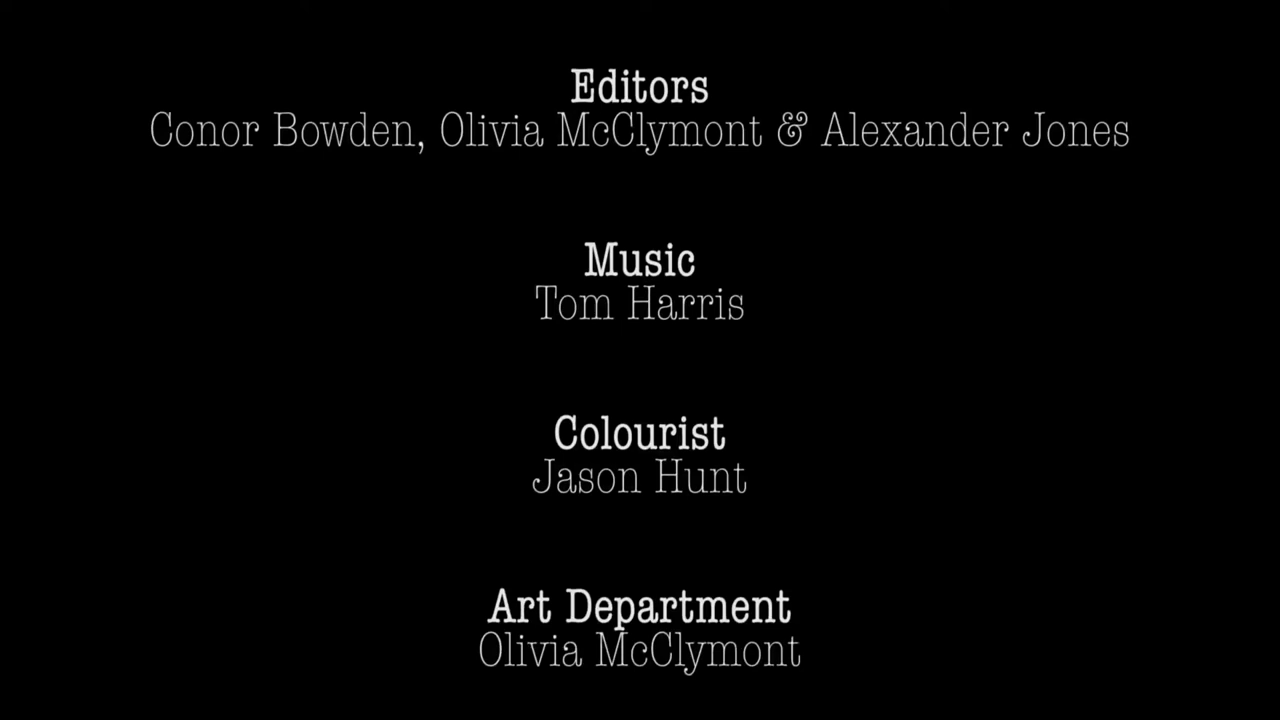 Editors
Conor Bowden, Olivia McClymont & Alexander Jones
Music
Tom Harris
Colourist
Jason Hunt
Art Department
Olivia McClymont